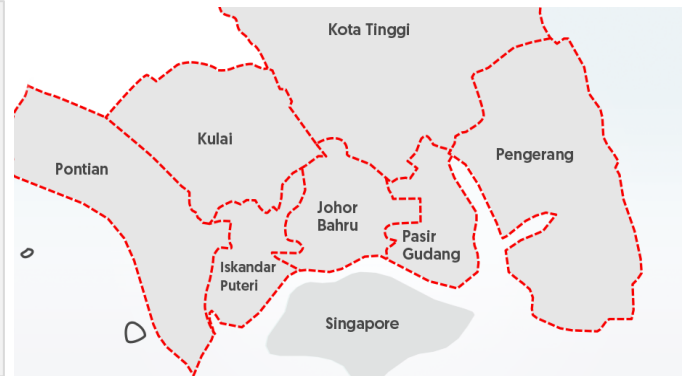 Kota Tinggi
Kulai
Pengerang
Pontian
Johor
Bahru
Pasir
Gudang
Iskandar
Puteri
Singapore